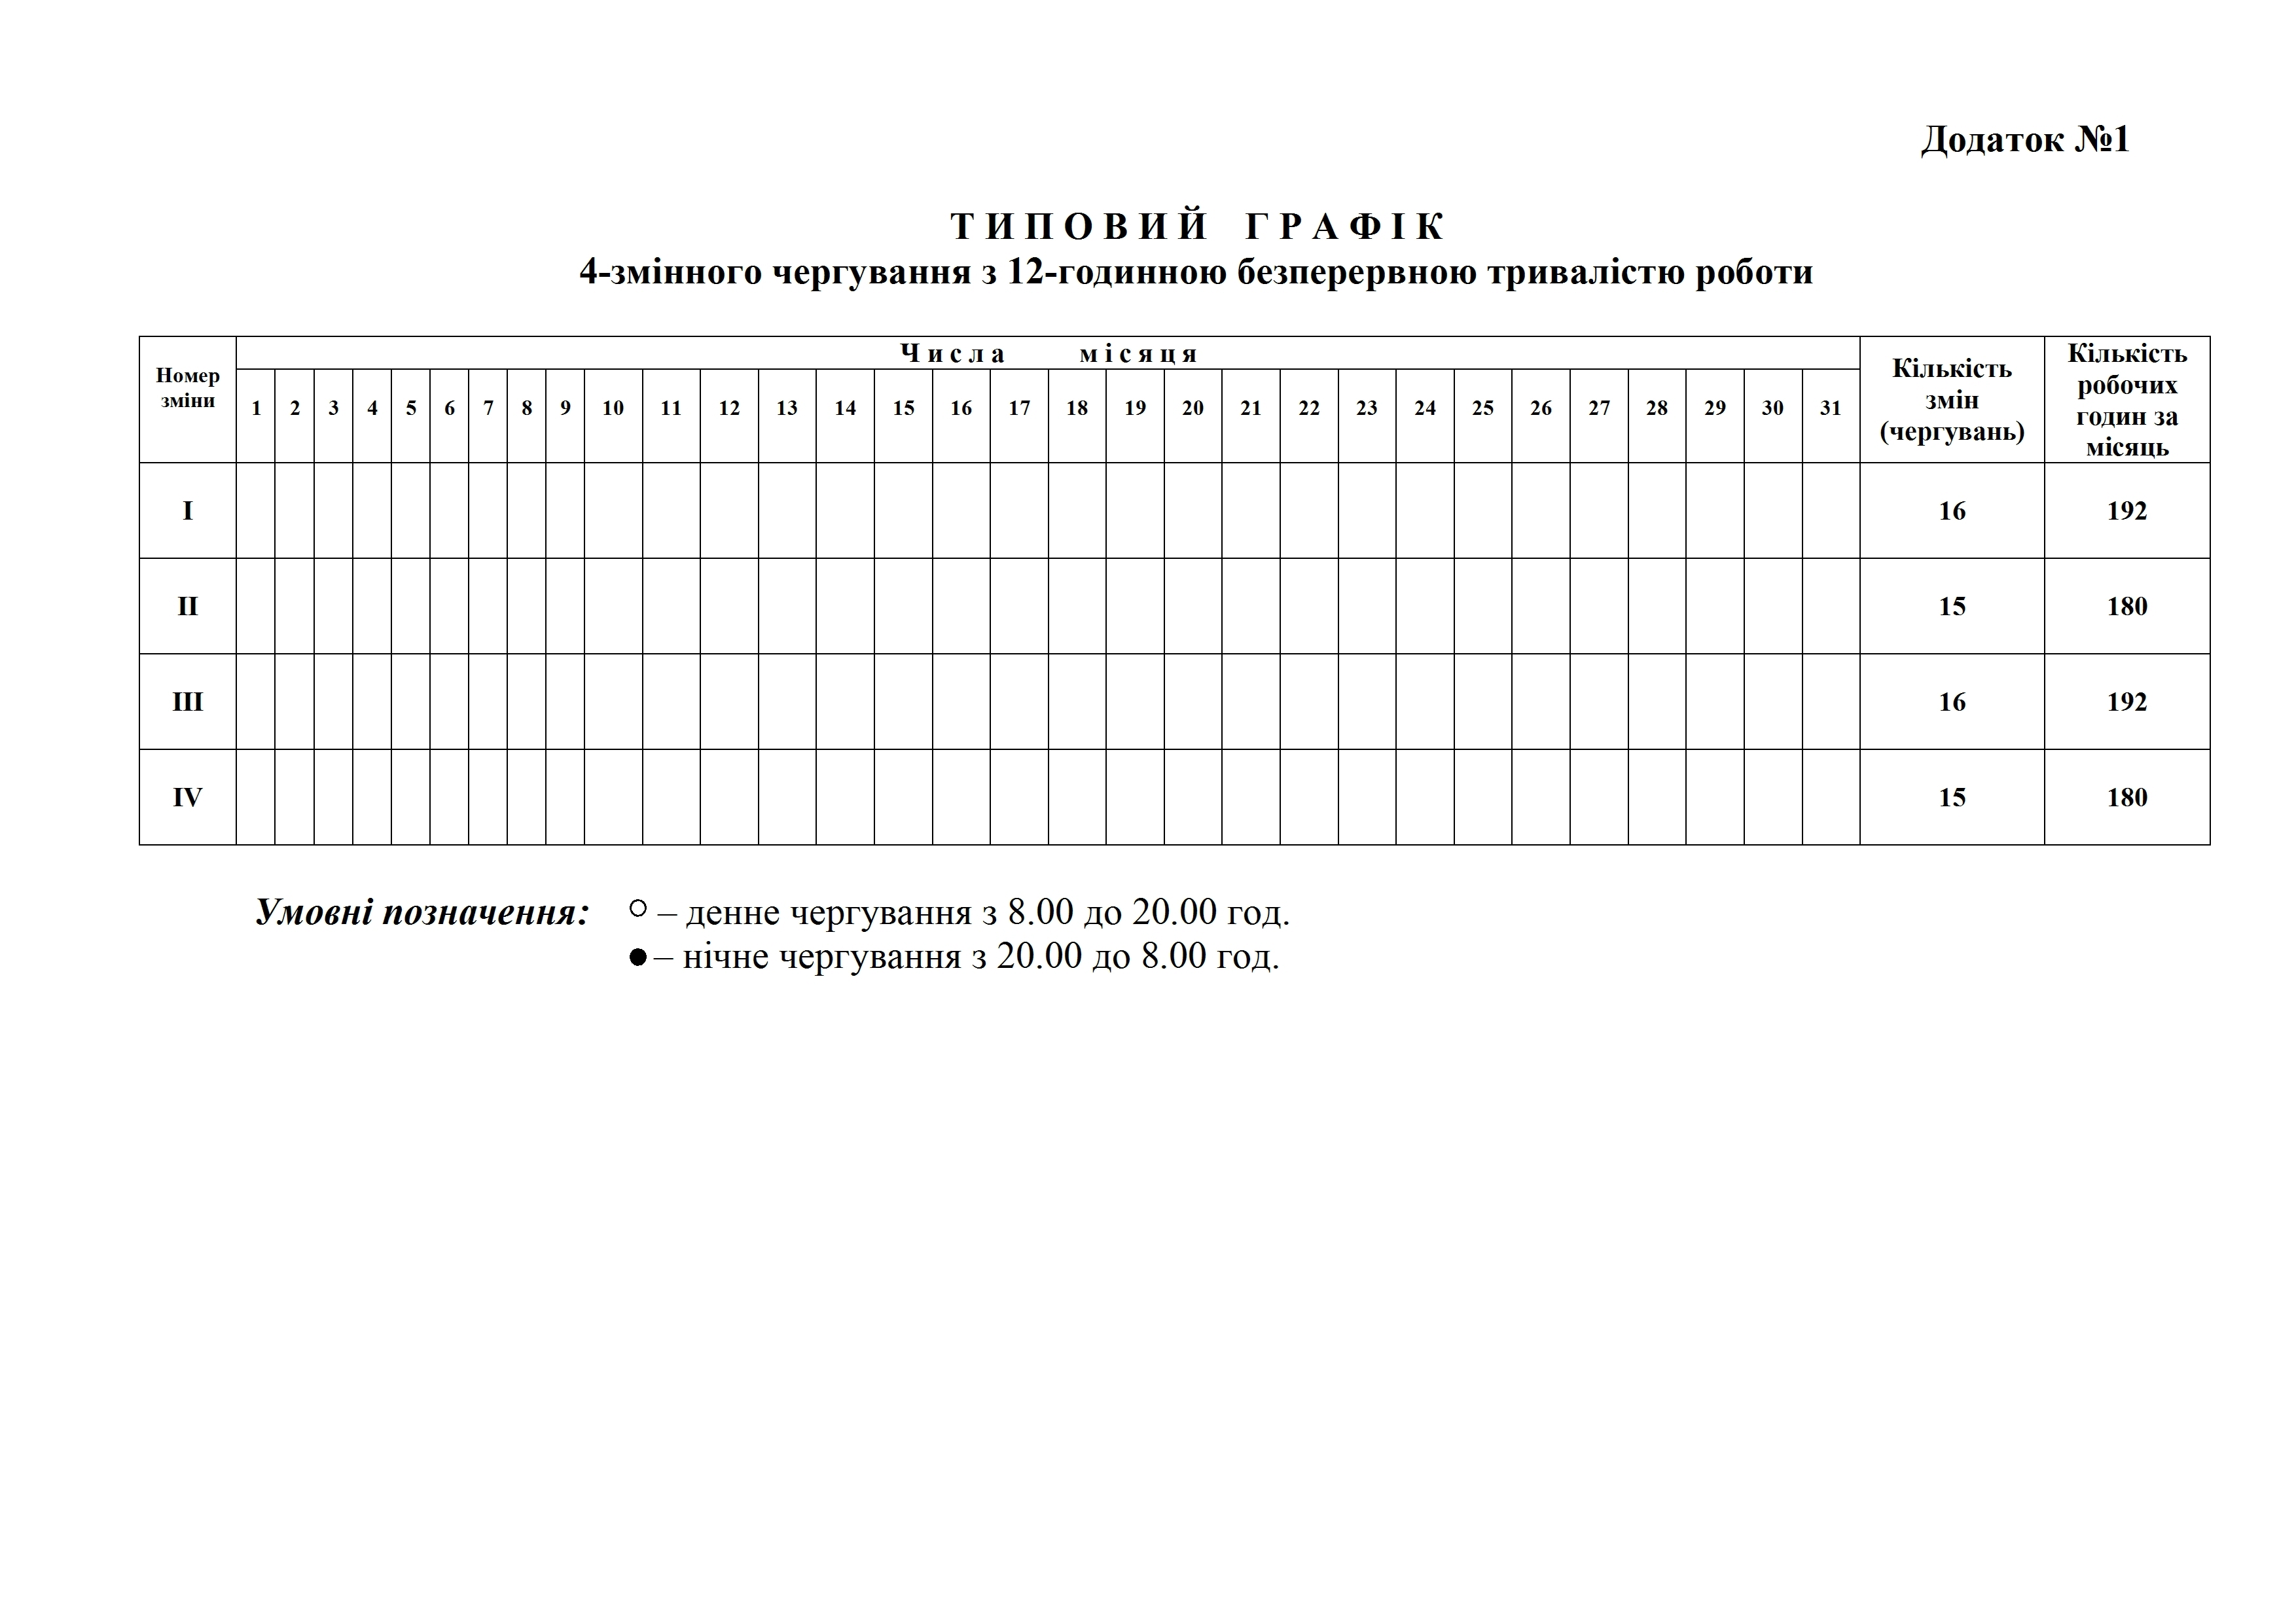 Додаток №1
ТИПОВИЙ ГРАФІК
4-змінного чергування з 12-годинною безперервною тривалістю роботи
Номер зміни
Числа місяця
Кількість змін (чергувань)
Кількість робочих годин за місяць
1 2 3 4 5 6 7 8 9 10 11 12 13 14 15 16 17 18 19 20 21 22 23 24 25 26 27 28 29 30 31
I 16 192
II 15 180
III 16 192
IV 15 180
Умовні позначення: ○ – денне чергування з 8.00 до 20.00 год.
● – нічне чергування з 20.00 до 8.00 год.